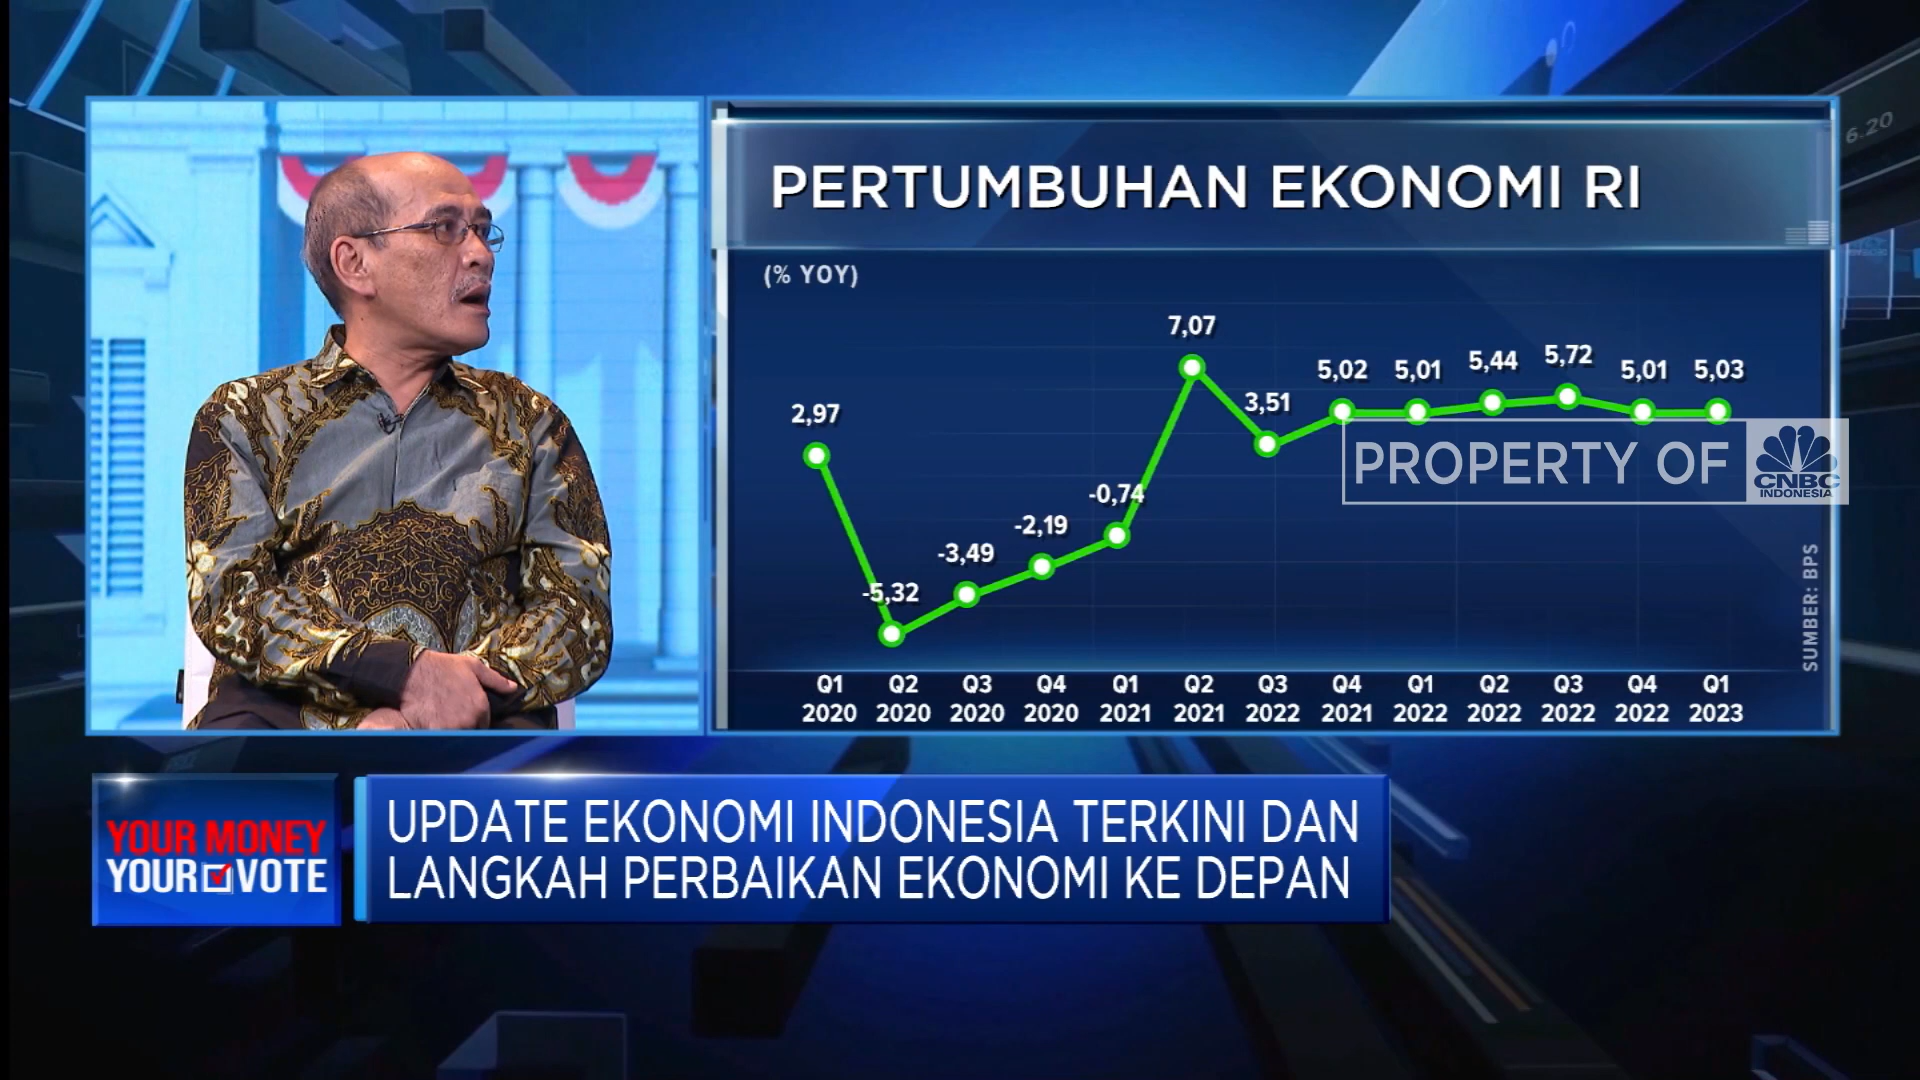 6.20
PERTUMBUHAN EKONOMI RI
(% YOY)
2,97
-5,32
-3,49
-2,19
-0,74
7,07
3,51
5,02
5,01
5,44
5,72
5,01
5,03
PROPERTY OF CNBC INDONESIA
SUMBER: BPS
Q1 Q2 Q3 Q4 Q1 Q2 Q3 Q4 Q1 Q2 Q3 Q4 Q1
2020 2020 2020 2020 2021 2021 2022 2021 2022 2022 2022 2022 2023
YOUR MONEY
YOUR VOTE
UPDATE EKONOMI INDONESIA TERKINI DAN
LANGKAH PERBAIKAN EKONOMI KE DEPAN